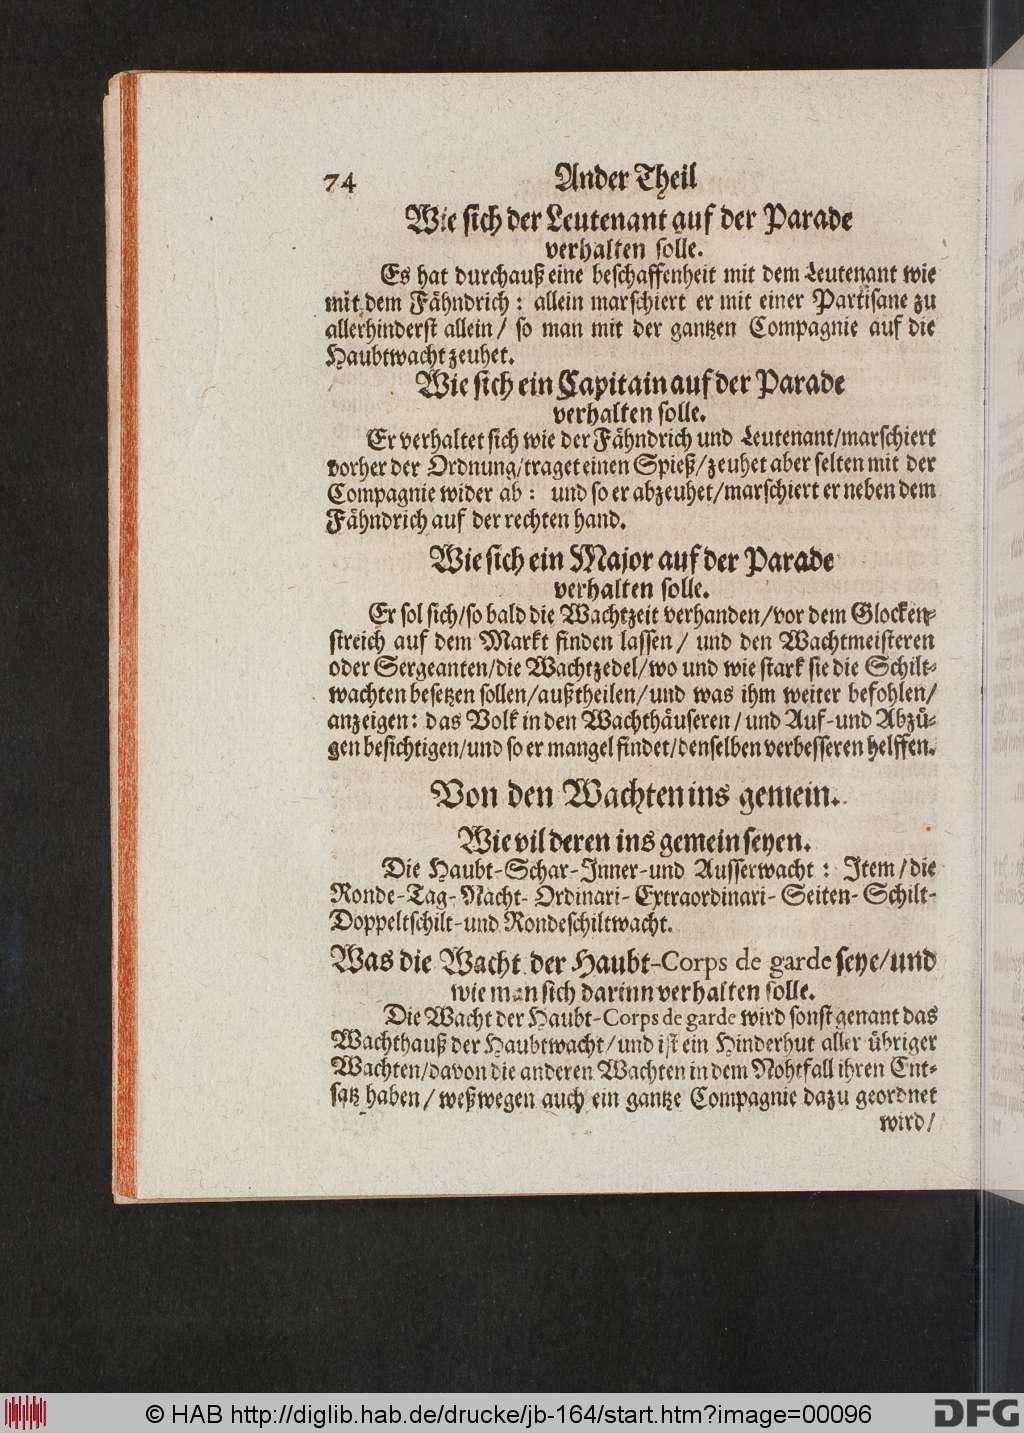 74 Ander Theil
Wie sich der Leutenant auf der Parade
verhalten solle.
Es hat durchauß eine beschaffenheit mit dem Leutenant wie
mit dem Fähndrich: allein marschiert er mit einer Partisane zu
allerhinderst allein/ so man mit der gantzen Compagnie auf die
Haubtwacht zeuhet.
Wie sich ein Capitain auf der Parade
verhalten solle.
Er verhaltet sich wie der Fähndrich und Leutenant/marschiert
vorher der Ordnung/traget einen Spieß/zeuhet aber selten mit der
Compagnie wider ab: und so er abzeuhet/marschiert er neben dem
Fähndrich auf der rechten hand.
Wie sich ein Major auf der Parade
verhalten solle.
Er sol sich/so bald die Wachtzeit verhanden/vor dem Glocken-
streich auf dem Markt finden lassen/ und den Wachtmeisteren
oder Sergeanten/die Wachtzedel/wo und wie stark sie die Schilt-
wachten besetzen sollen/außtheilen/und was ihm weiter befohlen/
anzeigen: das Volk in den Wachthäuseren/und Auf-und Abzü-
gen besichtigen/und so er mangel findet/denselben verbesseren helffen.
Von den Wachten ins gemein.
Wie vil deren ins gemein seyen.
Die Haubt-Schar-Inner-und Ausserwacht: Item/die
Ronde-Tag-Nacht-Ordinari-Extraordinari-Seiten-Schilt-
Doppeltschilt-und Rondeschiltwacht.
Was die Wacht der Haubt-Corps de garde seye/und
wie man sich darinn verhalten solle.
Die Wacht der Haubt-Corps de garde wird sonst genant das
Wachthauß der Haubtwacht/und ist ein Hinderhut aller übriger
Wachten/davon die anderen Wachten in dem Nohtfall ihren Ent-
satz haben/weßwegen auch ein gantze Compagnie dazu geordnet
wird/
© HAB http://diglib.hab.de/drucke/jb-164/start.htm?image=00096
DFG